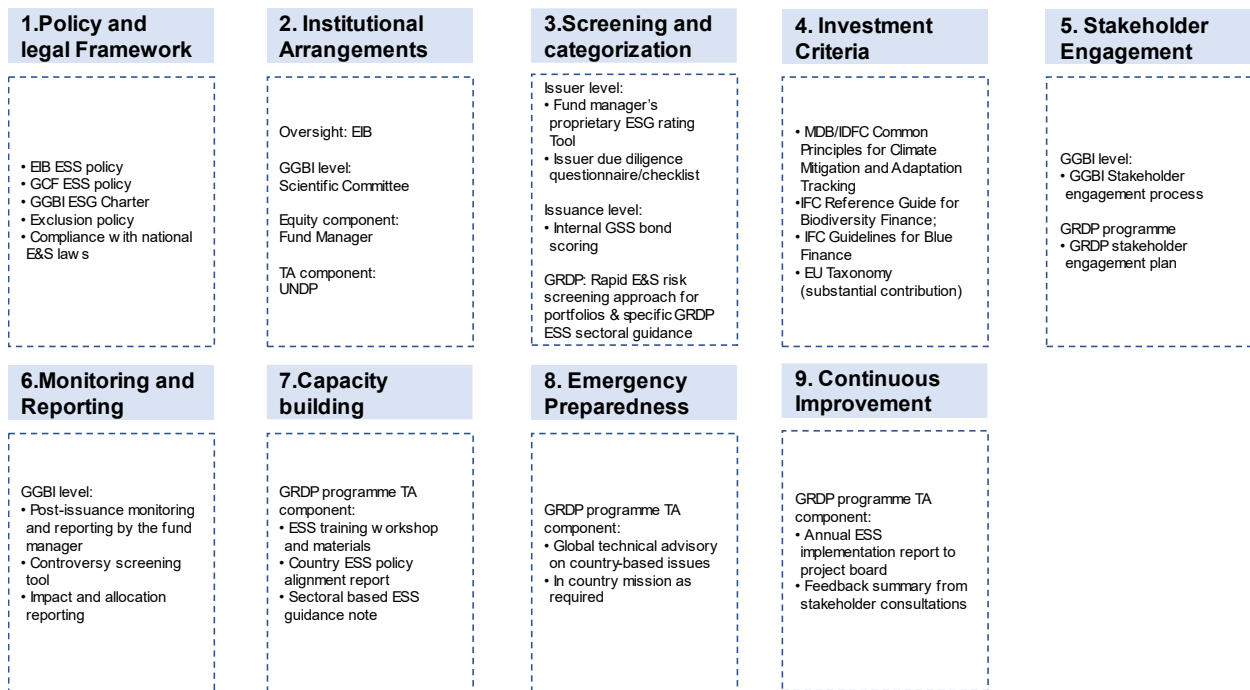 1.Policy and
legal Framework
• EIB ESS policy
• GCF ESS policy
• GGBI ESG Charter
• Exclusion policy
• Compliance with national
E&S laws
2. Institutional
Arrangements
Oversight: EIB
GGBI level:
Scientific Committee
Equity component:
Fund Manager
TA component:
UNDP
3.Screening and
categorization
Issuer level:
• Fund manager's
proprietary ESG rating
Tool
• Issuer due diligence
questionnaire/checklist
Issuance level:
• Internal GSS bond
scoring
GRDP: Rapid E&S risk
screening approach for
portfolios & specific GRDP
ESS sectoral guidance
4. Investment
Criteria
• MDB/IDFC Common
Principles for Climate
Mitigation and Adaptation
Tracking
•IFC Reference Guide for
Biodiversity Finance;
• IFC Guidelines for Blue
Finance
• EU Taxonomy
(substantial contribution)
5. Stakeholder
Engagement
GGBI level:
• GGBI Stakeholder
engagement process
GRDP programme
• GRDP stakeholder
engagement plan
6.Monitoring and
Reporting
GGBI level:
• Post-issuance monitoring
and reporting by the fund
manager
• Controversy screening
tool
• Impact and allocation
reporting
7.Capacity
building
GRDP programme TA
component:
• ESS training workshop
and materials
• Country ESS policy
alignment report
• Sectoral based ESS
guidance note
8. Emergency
Preparedness
GRDP programme TA
component:
• Global technical advisory
on country-based issues
• In country mission as
required
9. Continuous
Improvement
GRDP programme TA
component:
• Annual ESS
implementation report to
project board
• Feedback summary from
stakeholder consultations